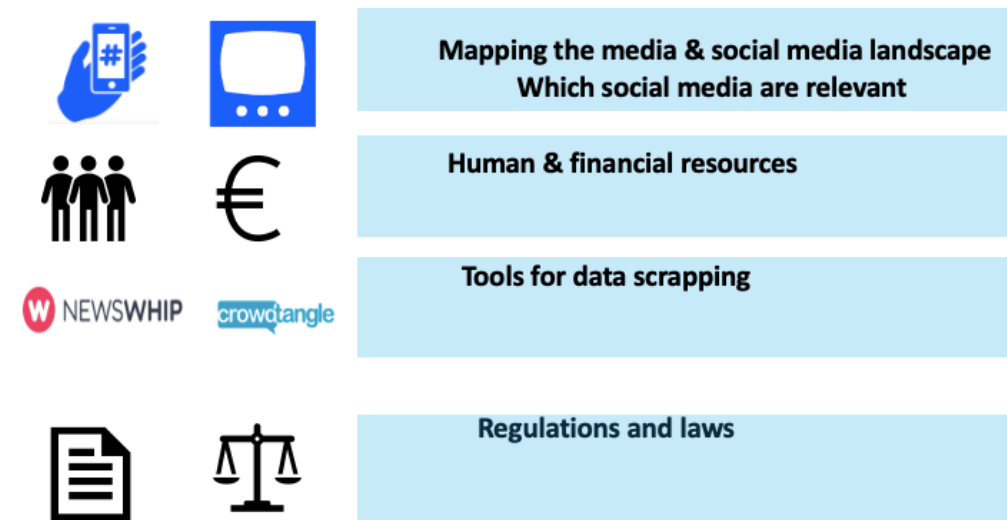 #
Mapping the media & social media landscape
Which social media are relevant
€
Human & financial resources
W NEWSWHIP
crowdtangle
Tools for data scrapping
Regulations and laws